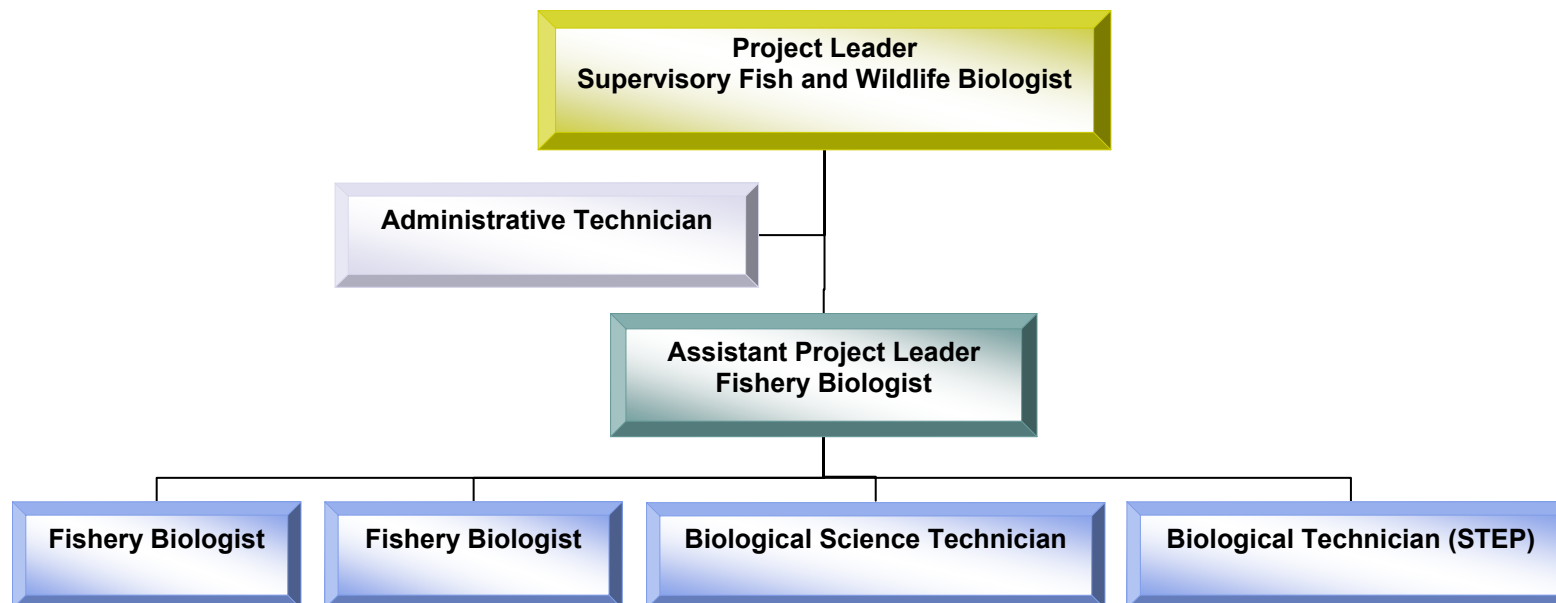 Project Leader
Supervisory Fish and Wildlife Biologist
Administrative Technician
Assistant Project Leader
Fishery Biologist
Fishery Biologist
Fishery Biologist
Biological Science Technician
Biological Technician (STEP)